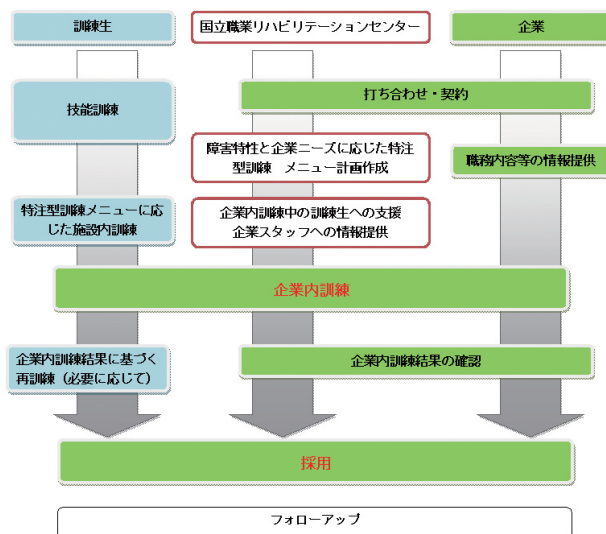 訓練生
国立職業リハビリテーションセンター
企業
技能訓練
打ち合わせ・契約
障害特性と企業ニーズに応じた特注
型訓練　メニュー計画作成
職務内容等の情報提供
特注型訓練メニューに応
じた施設内訓練
企業内訓練中の訓練生への支援
企業スタッフへの情報提供
企業内訓練
企業内訓練結果に基づく
再訓練（必要に応じて）
企業内訓練結果の確認
採用
フォローアップ